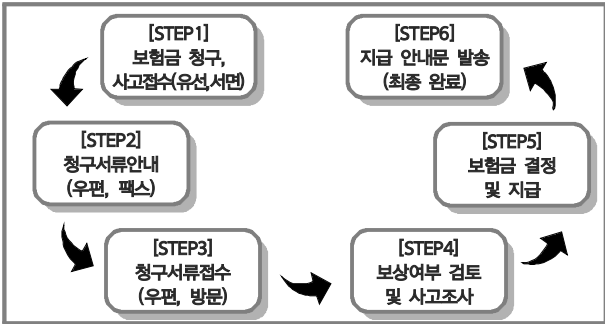 [STEP1]
보험금 청구,
사고접수(유선,서면)
[STEP2]
청구서류안내
(우편, 팩스)
[STEP3]
청구서류접수
(우편, 방문)
[STEP4]
보상여부 검토
및 사고조사
[STEP5]
보험금 결정
및 지급
[STEP6]
지급 안내문 발송
(최종 완료)